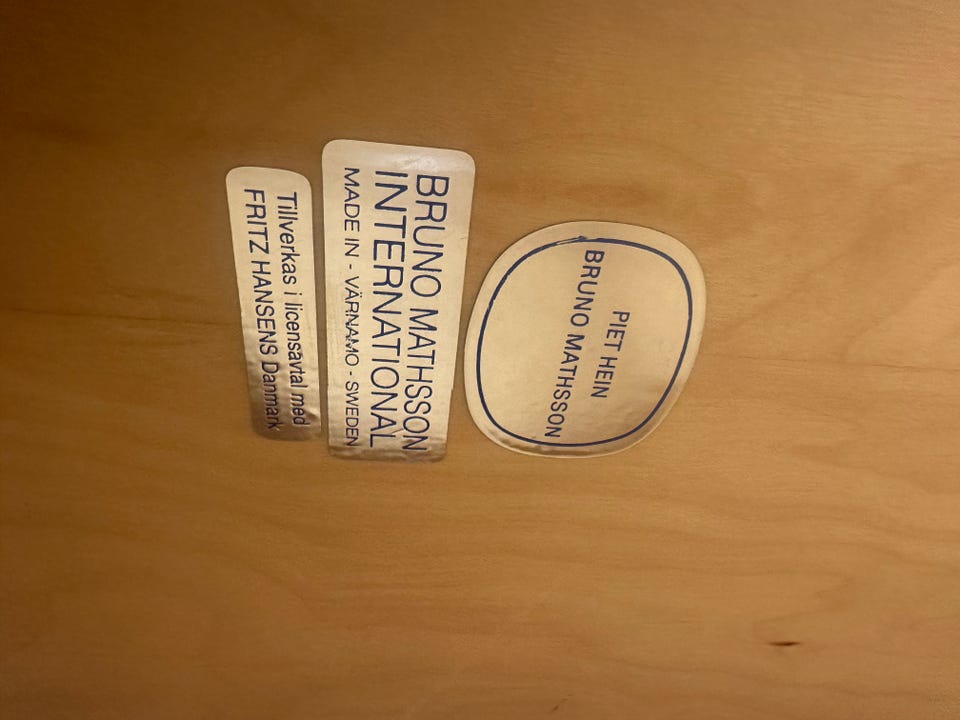 PIET HEIN
BRUNO MATHSSON
BRUNO MATHSSON
INTERNATIONAL
MADE IN - VÄRNAMO - SWEDEN
Tillverkas i licensavtal med
FRITZ HANSENS Danmark